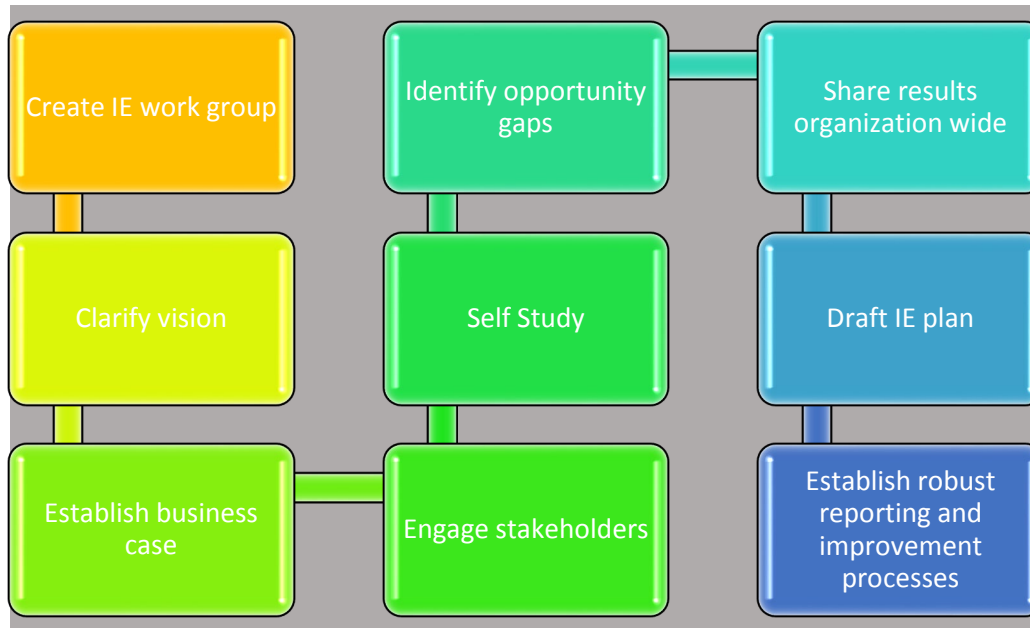 Create IE work group
Clarify vision
Establish business
case
Engage stakeholders
Self Study
Identify opportunity
gaps
Share results
organization wide
Draft IE plan
Establish robust
reporting and
improvement
processes